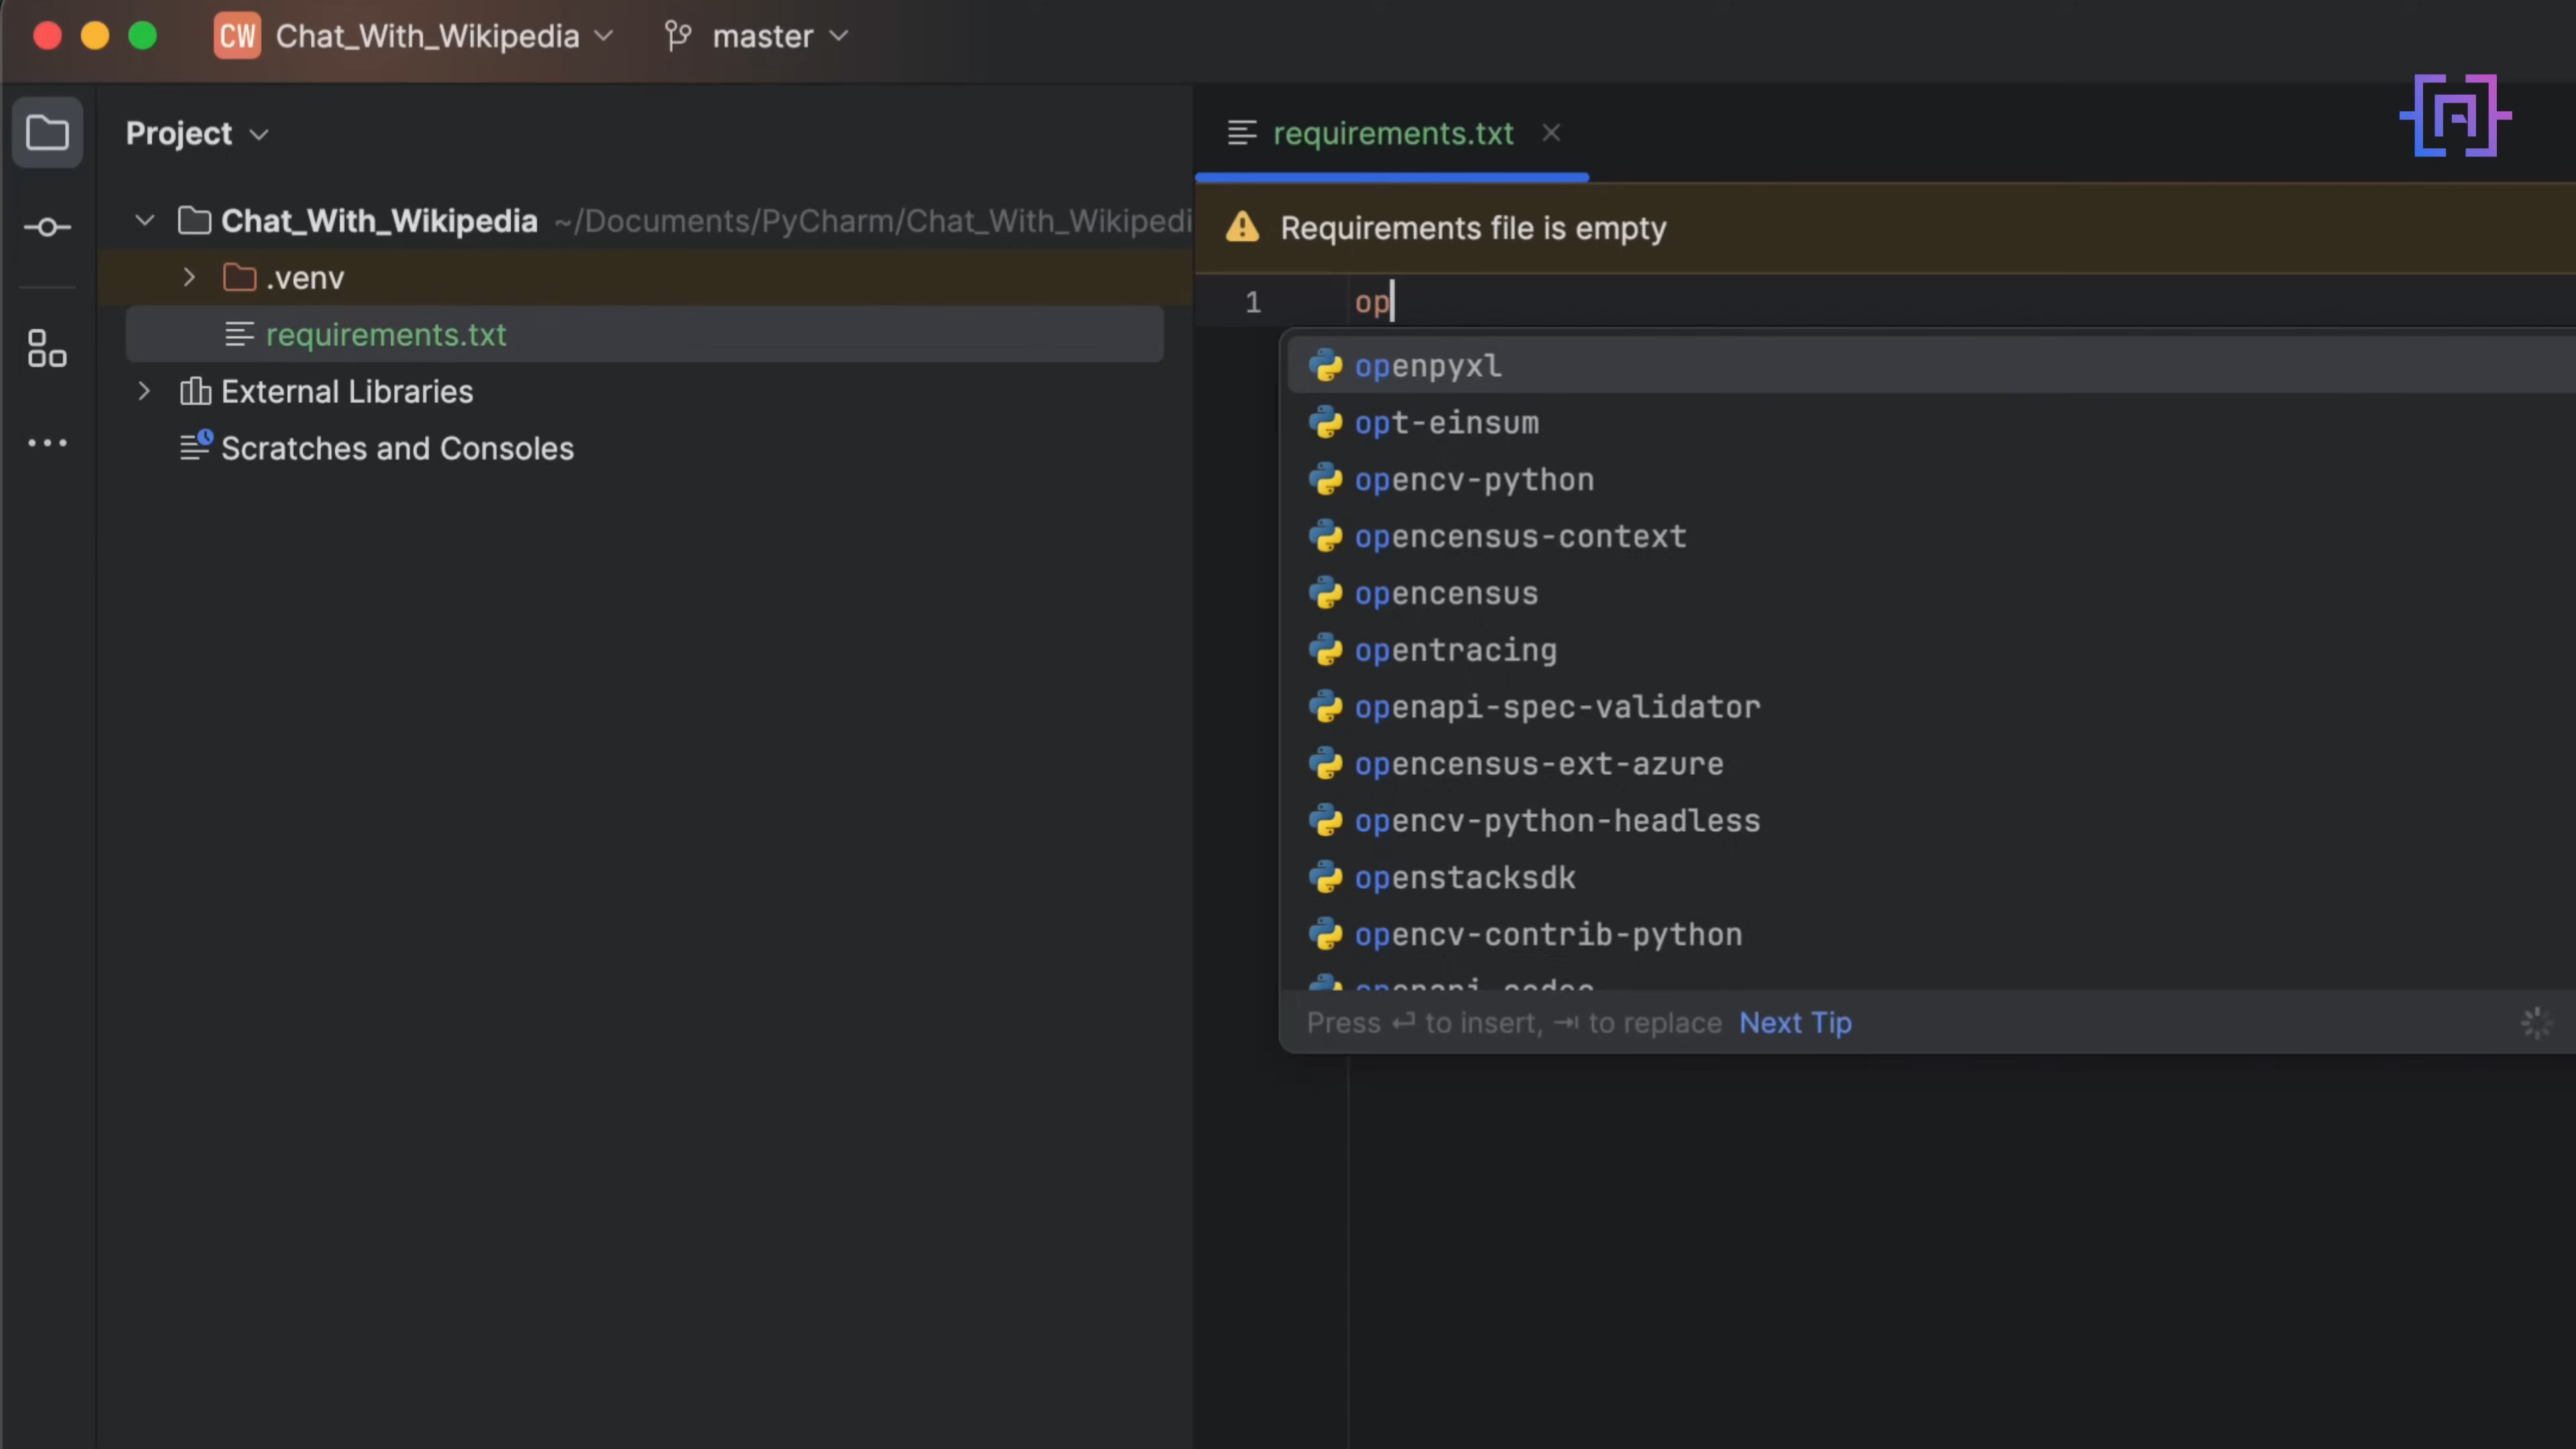 CW Chat_With_Wikipedia master
Project
Chat_With_Wikipedia ~/Documents/PyCharm/Chat_With_Wikipedi
.venv
requirements.txt
External Libraries
Scratches and Consoles
requirements.txt
Requirements file is empty
1 op
openpyxl
opt-einsum
opencv-python
opencensus-context
opencensus
opentracing
openapi-spec-validator
opencensus-ext-azure
opencv-python-headless
openstacksdk
opencv-contrib-python
Press ⏎ to insert, ⇥ to replace Next Tip